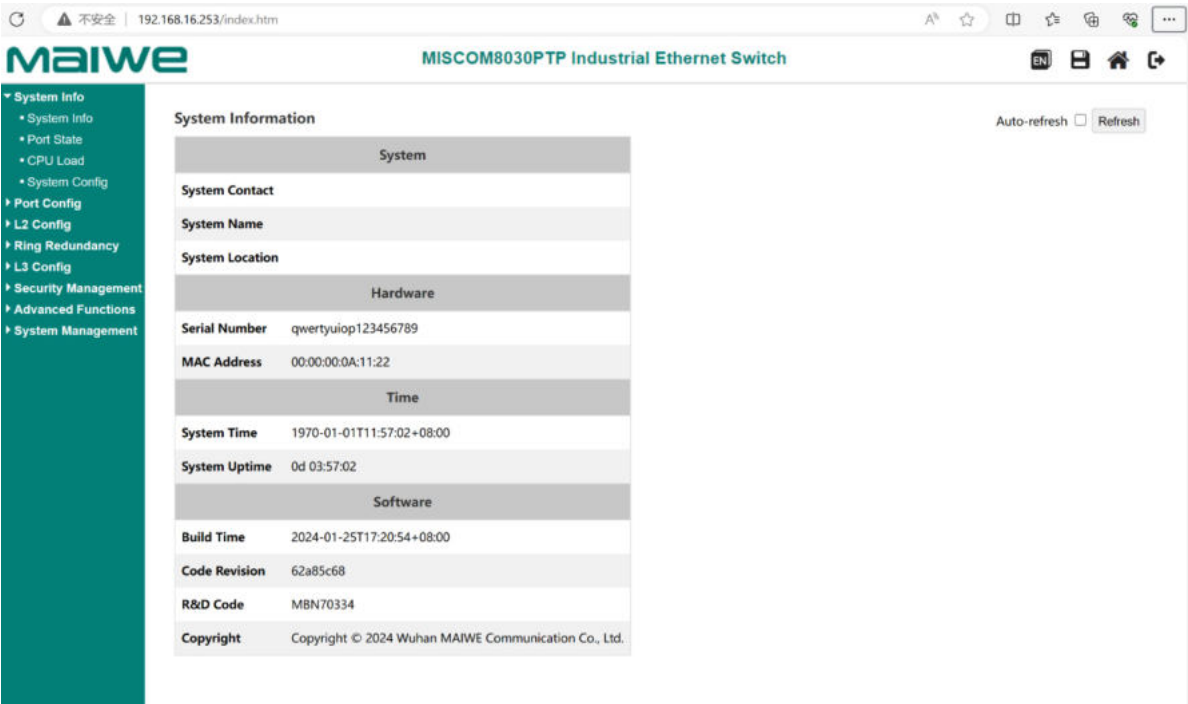 不安全 | 192.168.16.253/index.htm
MAIWE
MISCOM8030PTP Industrial Ethernet Switch
EN
System Info
System Info
Port State
CPU Load
System Config
Port Config
L2 Config
Ring Redundancy
L3 Config
Security Management
Advanced Functions
System Management
System Information
Auto-refresh Refresh
System
System Contact
System Name
System Location
Hardware
Serial Number qwertyuiop123456789
MAC Address 00:00:00:0A:11:22
Time
System Time 1970-01-01T11:57:02+08:00
System Uptime 0d 03:57:02
Software
Build Time 2024-01-25T17:20:54+08:00
Code Revision 62a85c68
R&D Code MBN70334
Copyright Copyright © 2024 Wuhan MAIWE Communication Co., Ltd.